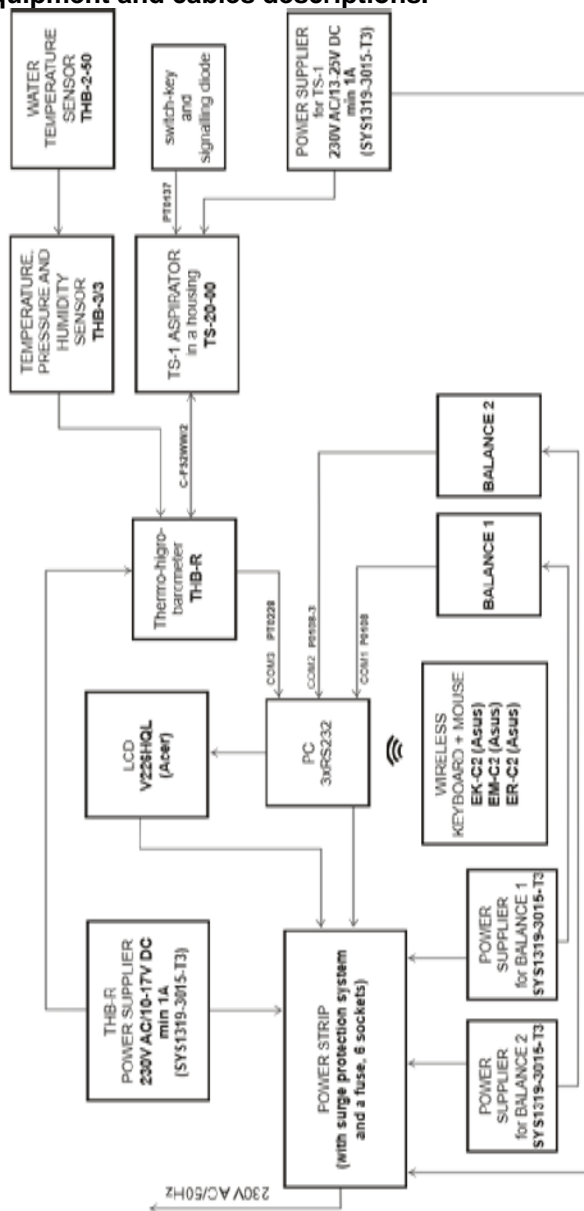 quipment and cables descriptions.
WATER
TEMPERATURE
SENSOR
THB-2-50
switch-key
and
signalling diode
POWER SUPPLIER
for TS-1
230V AC/13-25V DC
min 1A
(SYS1319-3015-T3)
PT0137
TEMPERATURE,
PRESSURE AND
HUMIDITY
SENSOR
THB-3/3
TS-1 ASPIRATOR
in a housing
TS-20-00
C-F32WW/2
Thermo-higro-
barometer
THB-R
BALANCE 1
BALANCE 2
COM3 PT0228
COM2 P0108-3
COM1 P0108
LCD
V226HQL
(Acer)
PC
3xRS232
WIRELESS
KEYBOARD + MOUSE
EK-C2 (Asus)
EM-C2 (Asus)
ER-C2 (Asus)
THB-R
POWER SUPPLIER
230V AC/10-17V DC
min 1A
(SYS1319-3015-T3)
POWER STRIP
(with surge protection system
and a fuse, 6 sockets)
POWER
SUPPLIER
for BALANCE 1
SYS1319-3015-T3
POWER
SUPPLIER
for BALANCE 2
SYS1319-3015-T3
230V AC/50Hz